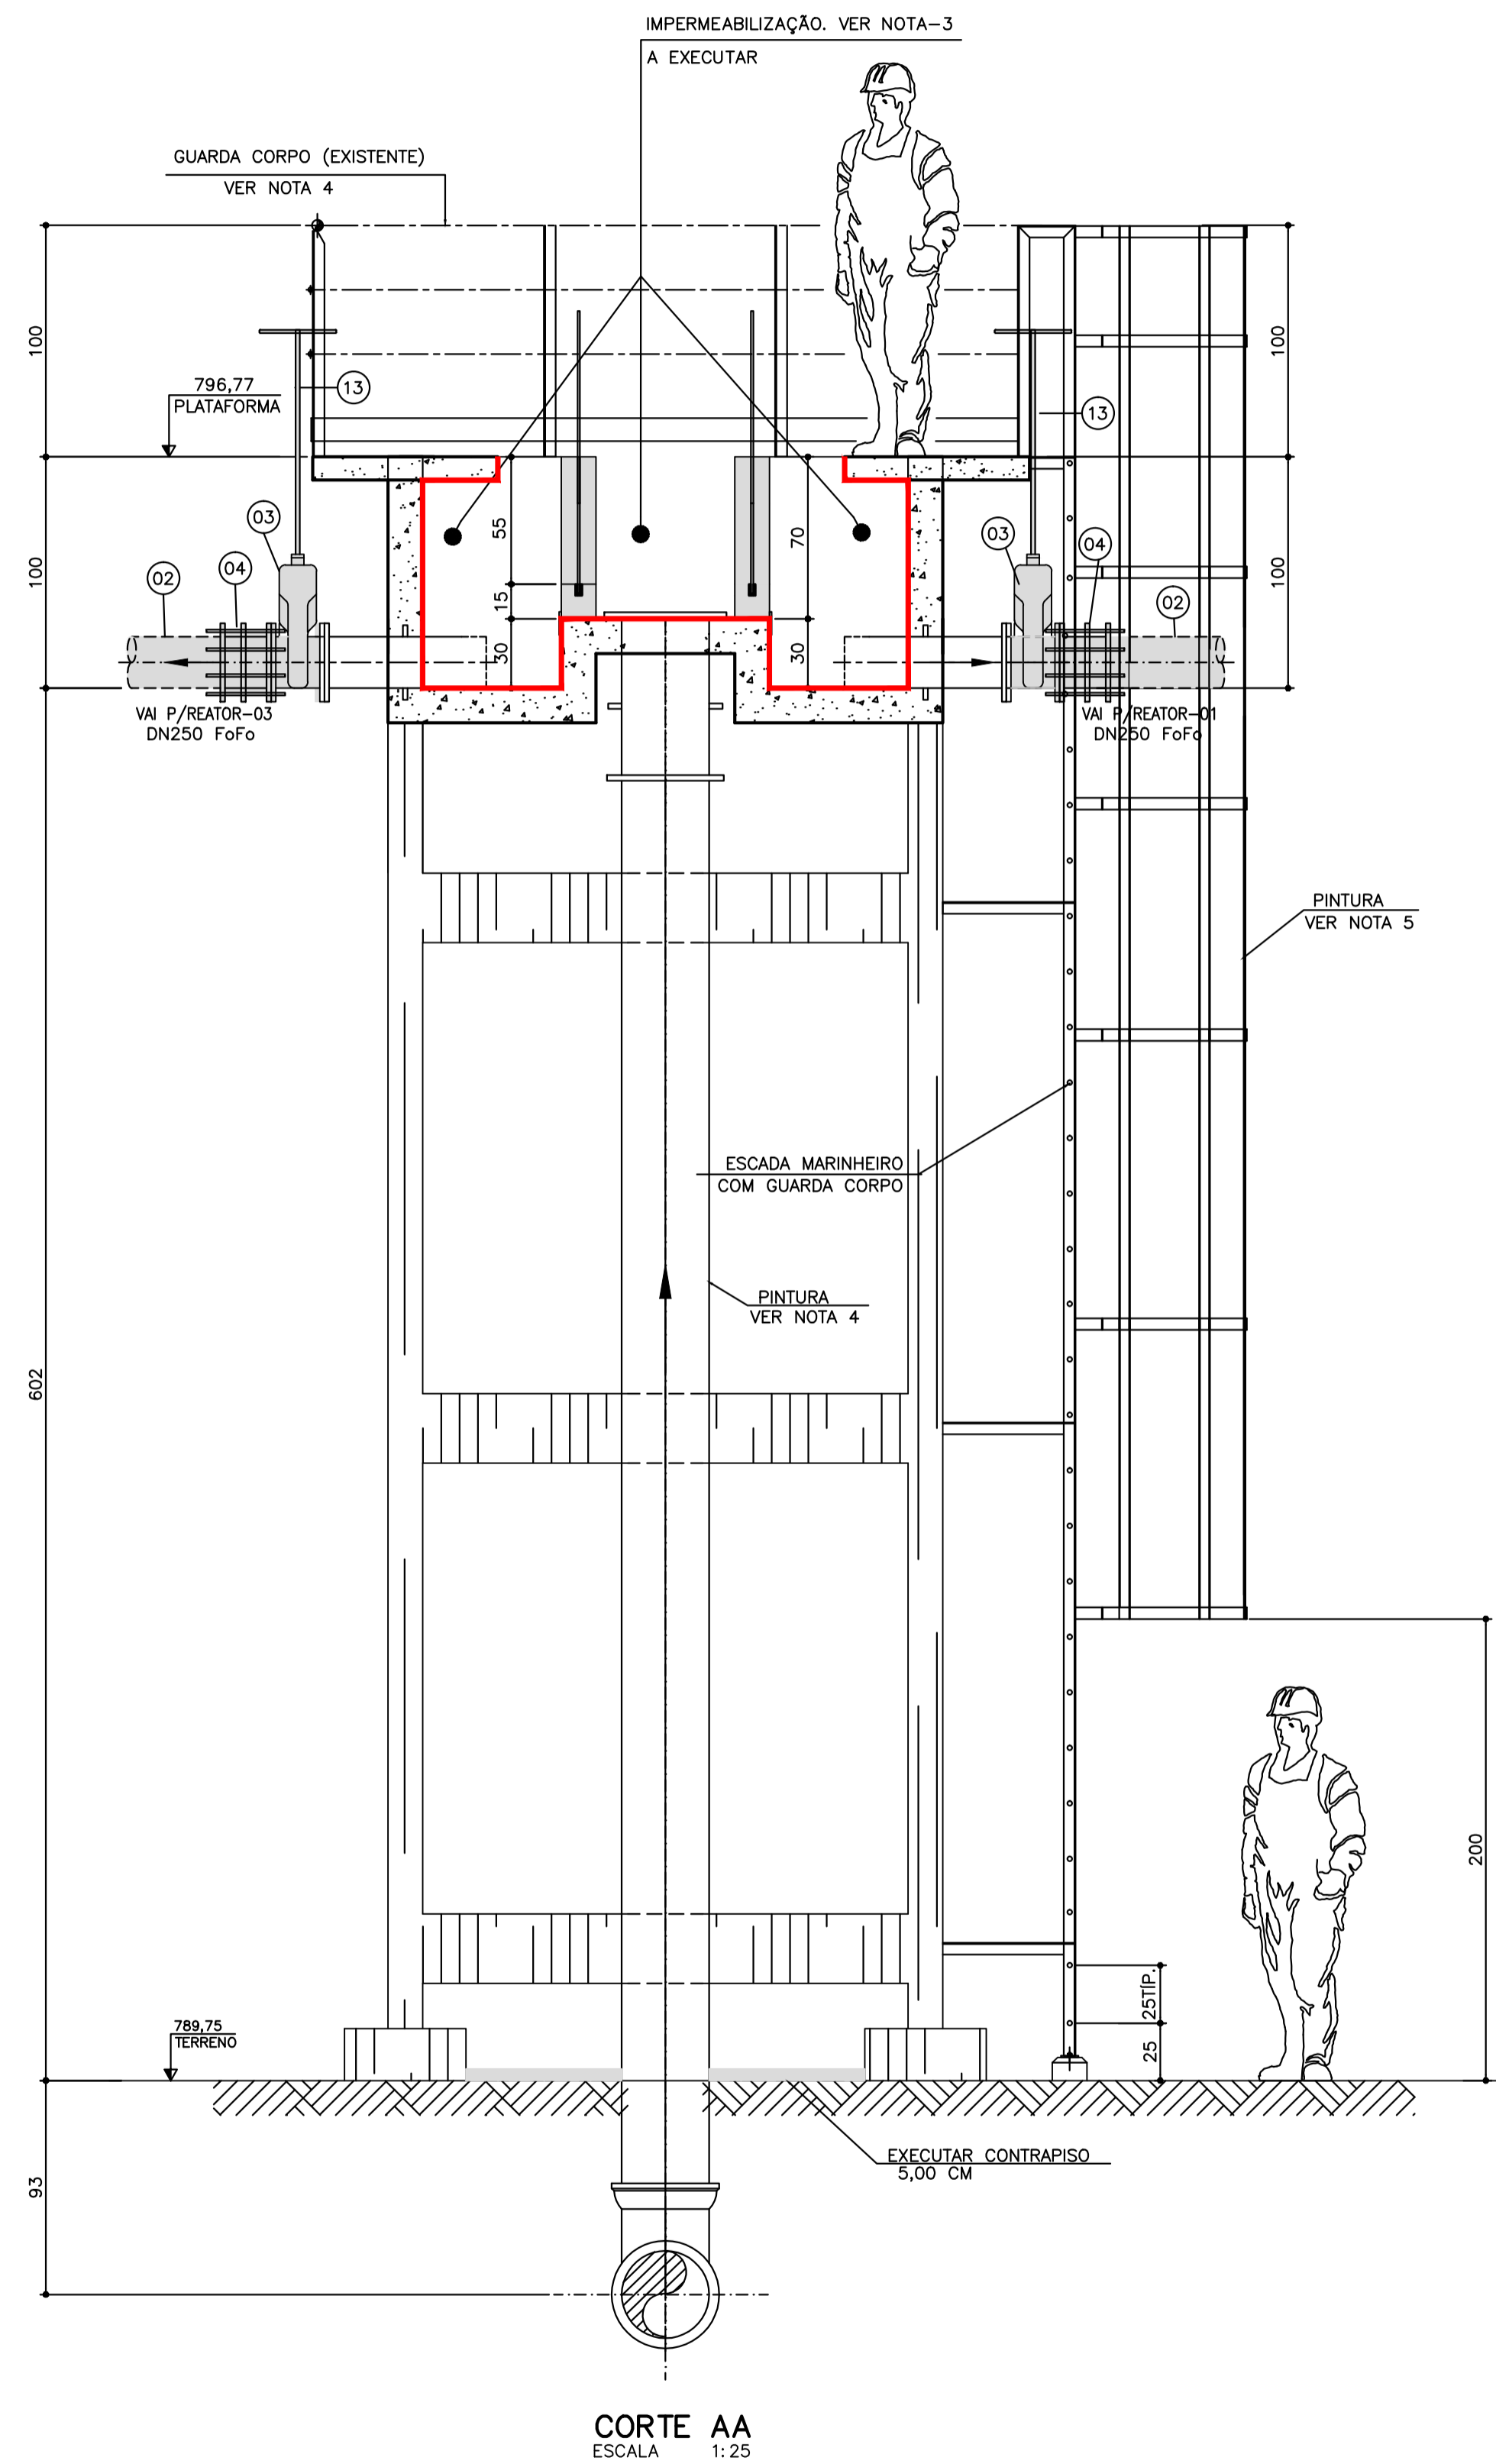 IMPERMEABILIZAÇÃO. VER NOTA-3
A EXECUTAR
GUARDA CORPO (EXISTENTE)
VER NOTA 4
100
100
796,77
PLATAFORMA
13
13
03
04
02
55
15
30
70
30
03
04
02
100
100
VAI P/REATOR-03
DN250 FoFo
VAI P/REATOR-01
DN250 FoFo
PINTURA
VER NOTA 5
ESCADA MARINHEIRO
COM GUARDA CORPO
PINTURA
VER NOTA 4
602
200
25TÍP.
25
789,75
TERRENO
EXECUTAR CONTRAPISO
5,00 CM
93
CORTE AA
ESCALA 1:25